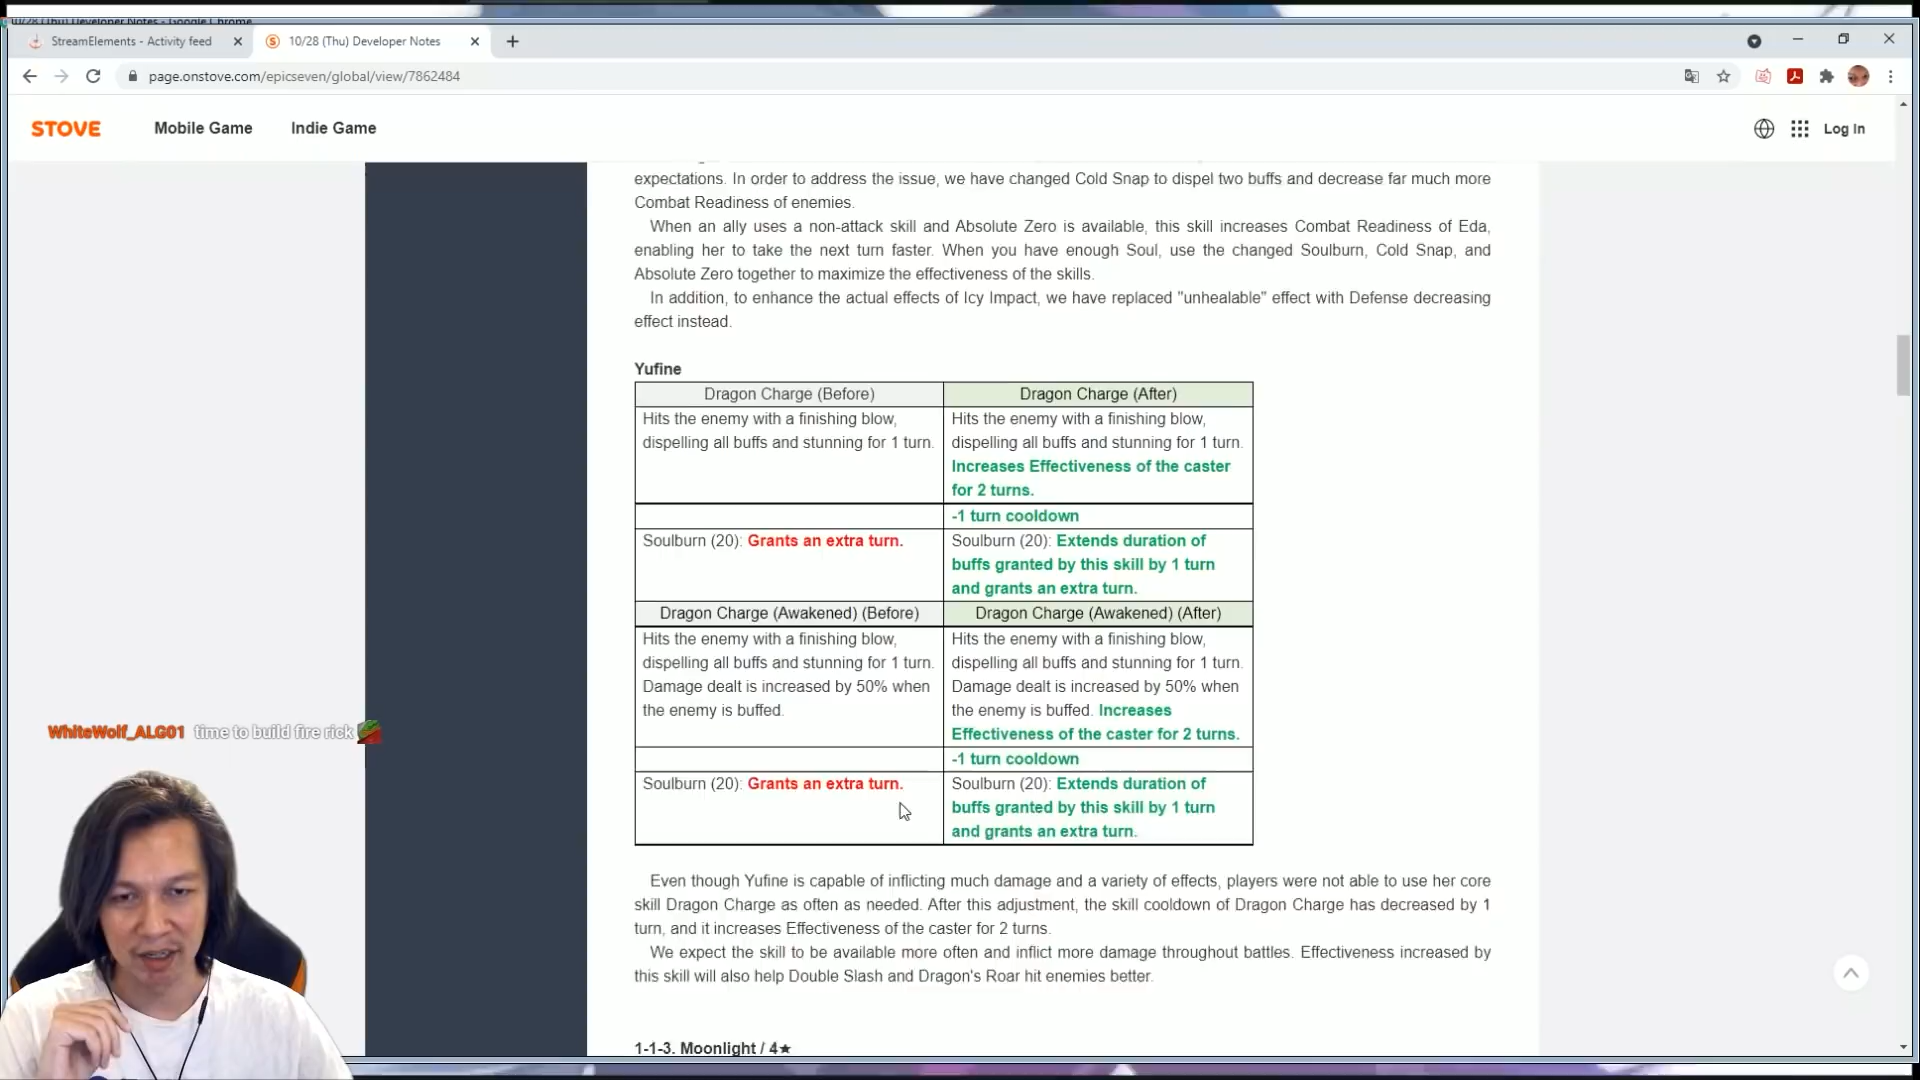 10/28 (Thu) Developer Notes - Google Chrome
StreamElements - Activity feed
10/28 (Thu) Developer Notes
page.onstove.com/epicseven/global/view/7862484
STOVE
Mobile Game
Indie Game
Log In
expectations. In order to address the issue, we have changed Cold Snap to dispel two buffs and decrease far much more
Combat Readiness of enemies.
When an ally uses a non-attack skill and Absolute Zero is available, this skill increases Combat Readiness of Eda,
enabling her to take the next turn faster. When you have enough Soul, use the changed Soulburn, Cold Snap, and
Absolute Zero together to maximize the effectiveness of the skills.
In addition, to enhance the actual effects of Icy Impact, we have replaced "unhealable" effect with Defense decreasing
effect instead.
Yufine
Dragon Charge (Before)
Dragon Charge (After)
Hits the enemy with a finishing blow,
dispelling all buffs and stunning for 1 turn.
Hits the enemy with a finishing blow,
dispelling all buffs and stunning for 1 turn.
Increases Effectiveness of the caster
for 2 turns.
-1 turn cooldown
Soulburn (20): Grants an extra turn.
Soulburn (20): Extends duration of
buffs granted by this skill by 1 turn
and grants an extra turn.
Dragon Charge (Awakened) (Before)
Dragon Charge (Awakened) (After)
Hits the enemy with a finishing blow,
dispelling all buffs and stunning for 1 turn.
Damage dealt is increased by 50% when
the enemy is buffed.
Hits the enemy with a finishing blow,
dispelling all buffs and stunning for 1 turn.
Damage dealt is increased by 50% when
the enemy is buffed. Increases
Effectiveness of the caster for 2 turns.
-1 turn cooldown
Soulburn (20): Grants an extra turn.
Soulburn (20): Extends duration of
buffs granted by this skill by 1 turn
and grants an extra turn.
WhiteWolf_ALG01 time to build fire rick
Even though Yufine is capable of inflicting much damage and a variety of effects, players were not able to use her core
skill Dragon Charge as often as needed. After this adjustment, the skill cooldown of Dragon Charge has decreased by 1
turn, and it increases Effectiveness of the caster for 2 turns.
We expect the skill to be available more often and inflict more damage throughout battles. Effectiveness increased by
this skill will also help Double Slash and Dragon's Roar hit enemies better.
1-1-3. Moonlight / 4★